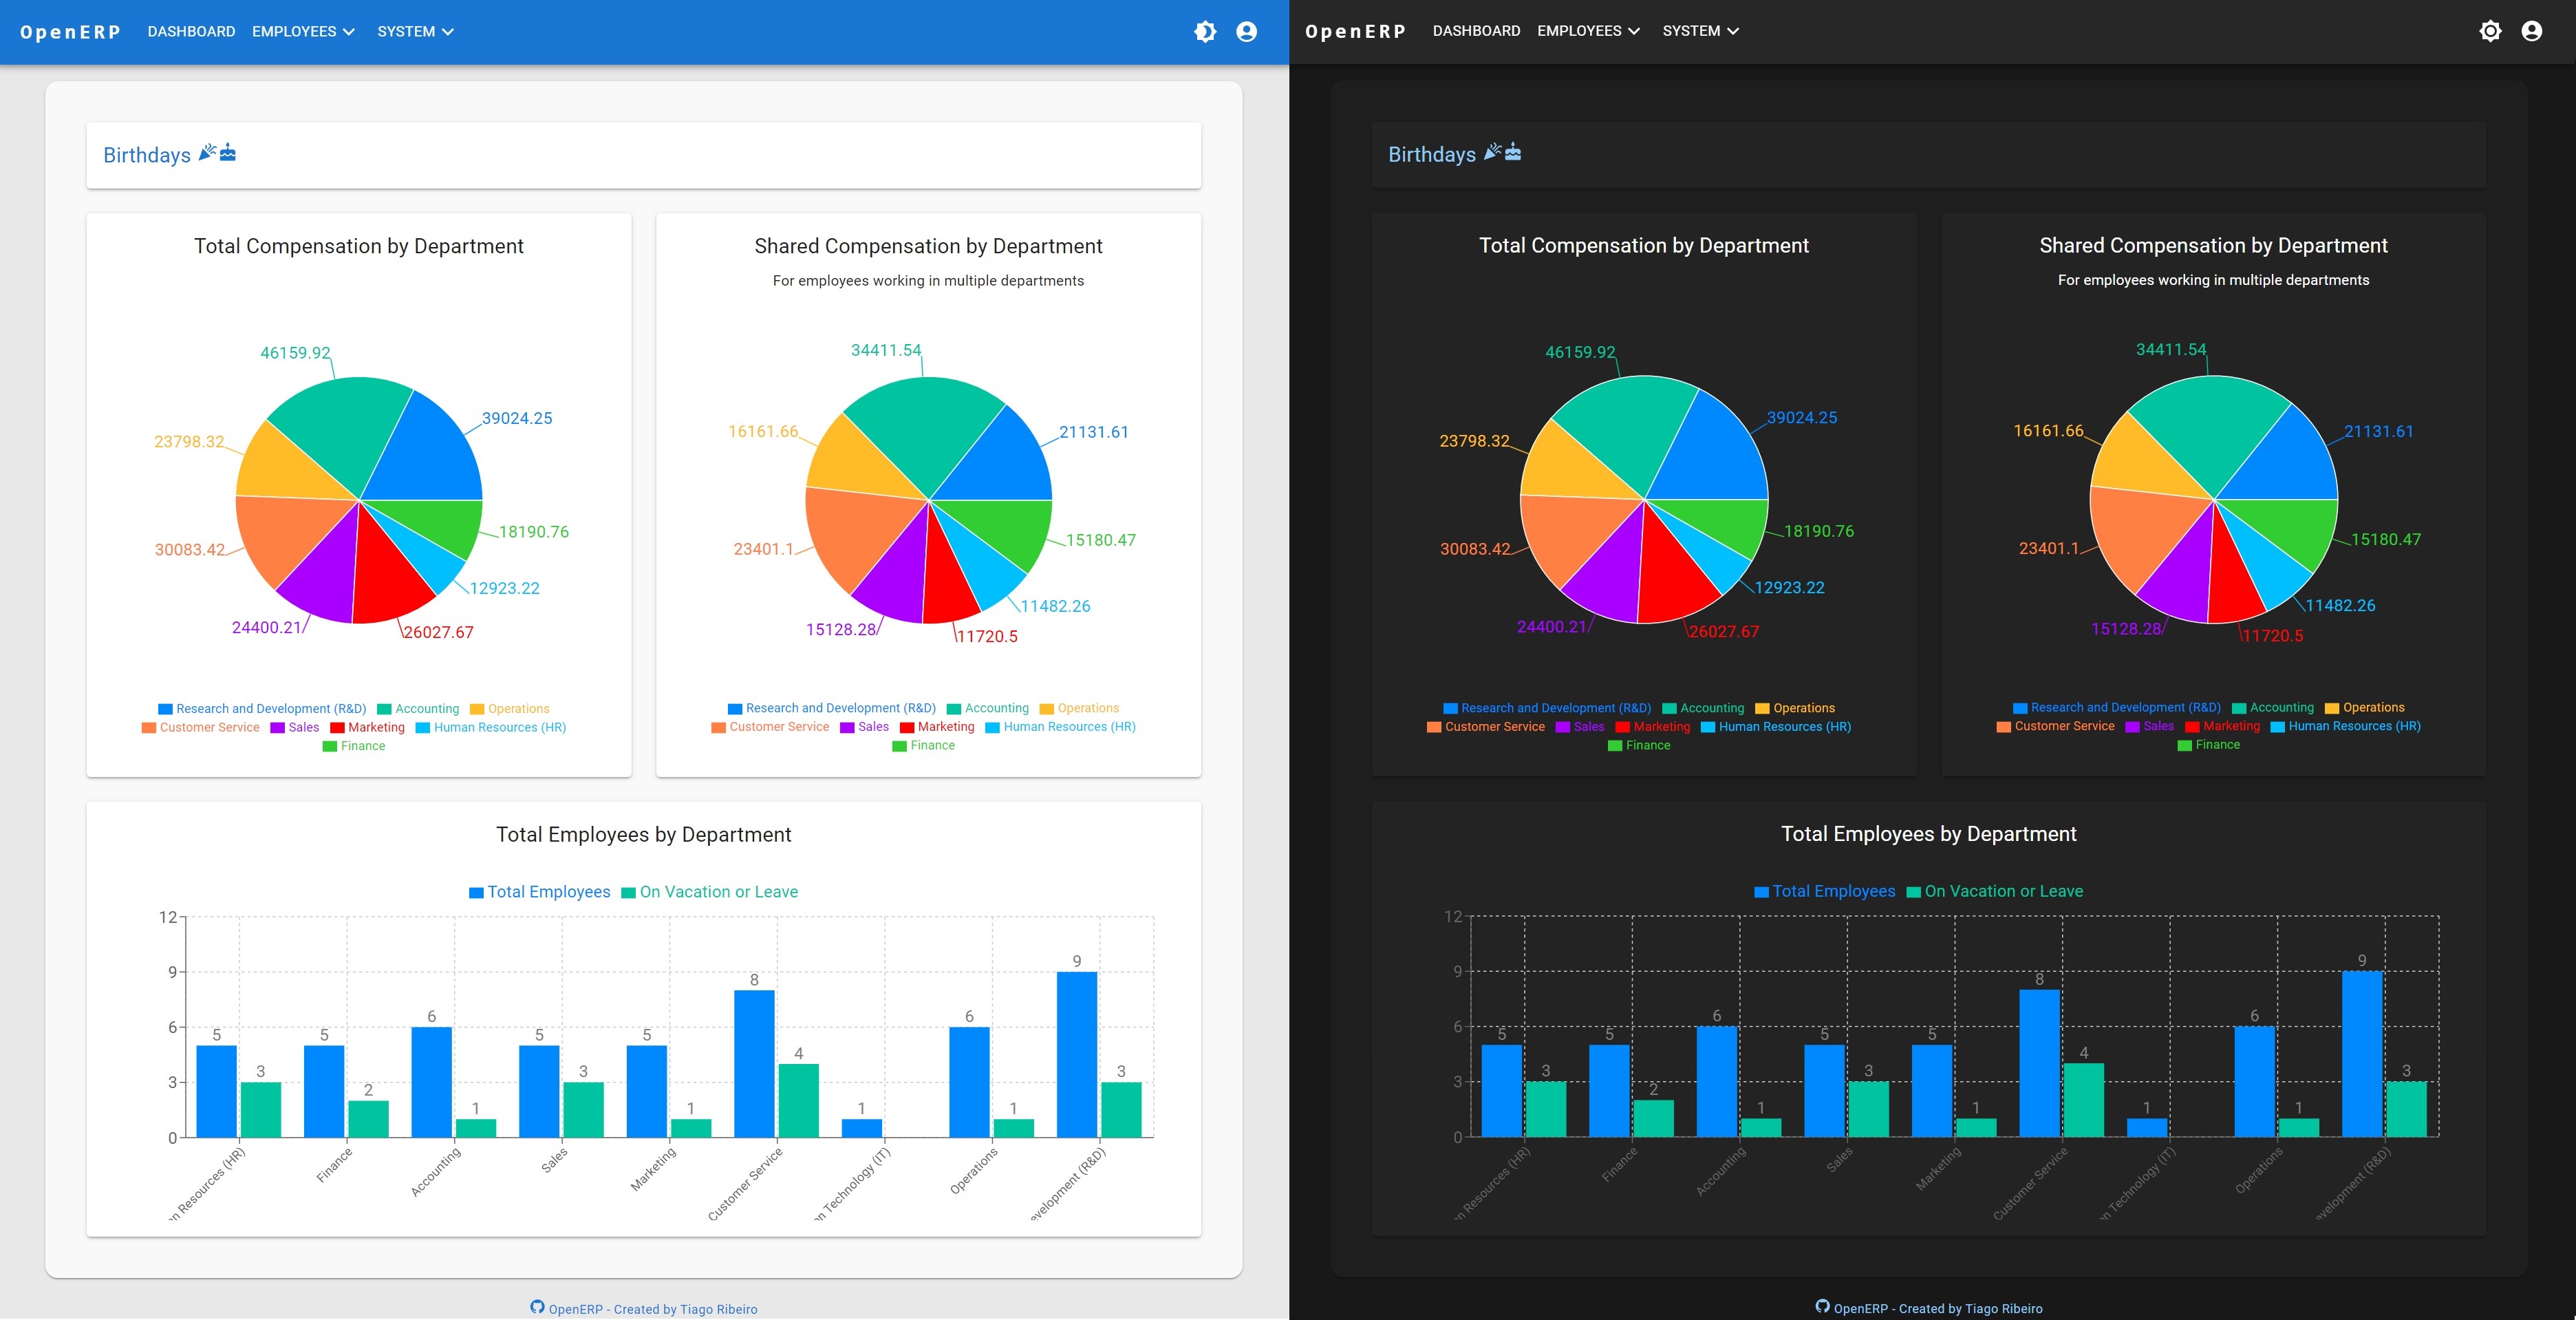 OpenERP DASHBOARD EMPLOYEES SYSTEM
Birthdays
Total Compensation by Department
46159.92
39024.25
23798.32
18190.76
30083.42
12923.22
24400.21
26027.67
Research and Development (R&D) Accounting Operations
Customer Service Sales Marketing Human Resources (HR)
Finance
Shared Compensation by Department
For employees working in multiple departments
34411.54
16161.66
21131.61
15180.47
23401.1
11482.26
15128.28
11720.5
Research and Development (R&D) Accounting Operations
Customer Service Sales Marketing Human Resources (HR)
Finance
Total Employees by Department
Total Employees On Vacation or Leave
12
9
6
3
0
5 3 5 2 6 1 5 3 5 1 8 4 1 6 1 9 3
Resources (HR)
Finance
Accounting
Sales
Marketing
Customer Service
Technology (IT)
Operations
evelopment (R&D)
OpenERP - Created by Tiago Ribeiro
OpenERP DASHBOARD EMPLOYEES SYSTEM
Birthdays
Total Compensation by Department
46159.92
39024.25
23798.32
18190.76
30083.42
12923.22
24400.21
26027.67
Research and Development (R&D) Accounting Operations
Customer Service Sales Marketing Human Resources (HR)
Finance
Shared Compensation by Department
For employees working in multiple departments
34411.54
16161.66
21131.61
15180.47
23401.1
11482.26
15128.28
11720.5
Research and Development (R&D) Accounting Operations
Customer Service Sales Marketing Human Resources (HR)
Finance
Total Employees by Department
Total Employees On Vacation or Leave
12
9
6
3
0
5 3 5 2 6 1 5 3 5 1 8 4 1 6 1 9 3
Resources (HR)
Finance
Accounting
Sales
Marketing
Customer Service
Technology (IT)
Operations
evelopment (R&D)
OpenERP - Created by Tiago Ribeiro